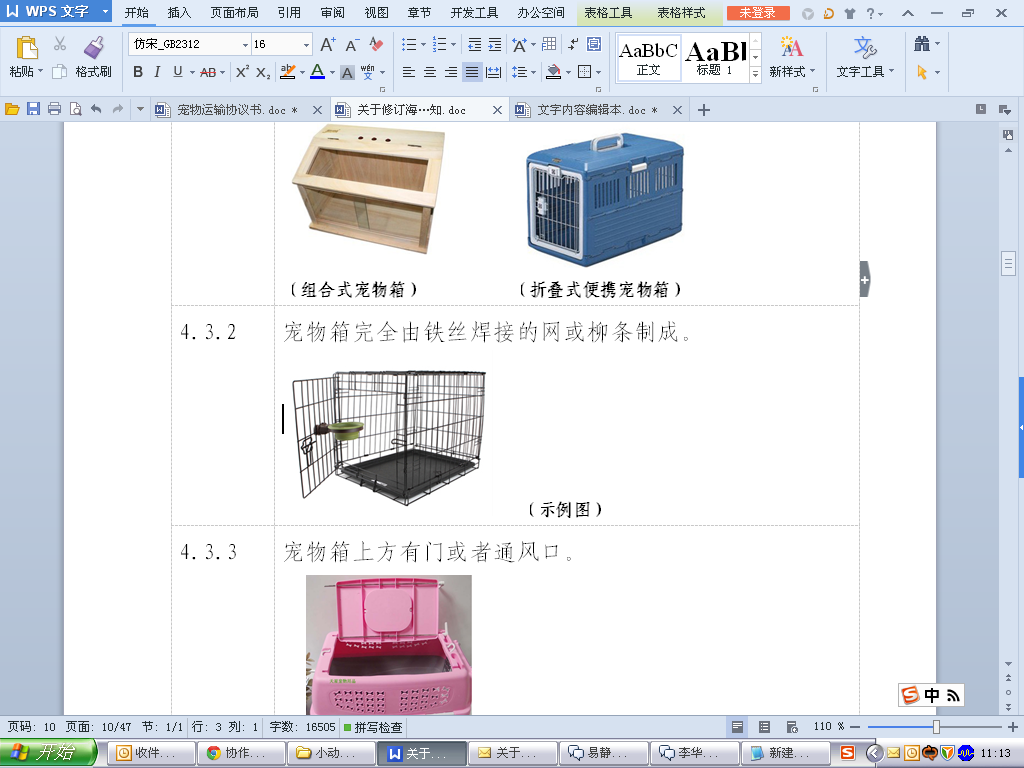 WPS 文字
开始 插入 页面布局 引用 审阅 视图 章节 开发工具 办公空间 表格工具 表格样式 未登录
粘贴 格式刷 仿宋_GB2312 16 AaBbC 正文 AaBl 标题 1 新样式 文字工具
宠物运输协议书.doc * 关于修订海…知.doc 文字内容编辑本.doc *
(组合式宠物箱) (折叠式便携宠物箱)
4.3.2 宠物箱完全由铁丝焊接的网或柳条制成。
(示例图)
4.3.3 宠物箱上方有门或者通风口。
中
页码: 10 页面: 10/47 节: 1/1 行: 3 列: 1 字数: 16505 拼写检查 110 %
开始 收件... 协作... 小动... 关于... 关于... 易静... 李华... 新建... 11:13